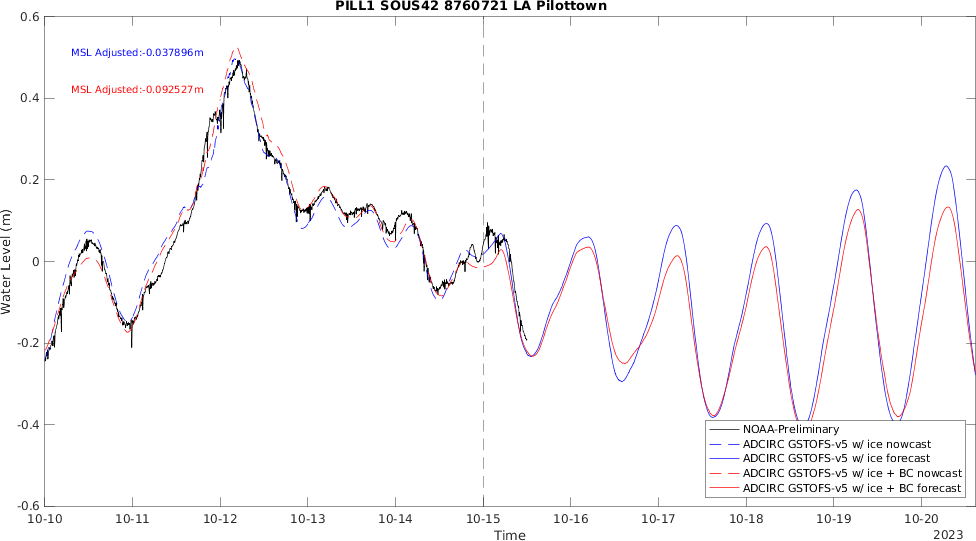 PILL1 SOUS42 8760721 LA Pilottown
MSL Adjusted:-0.037896m
MSL Adjusted:-0.092527m
Water Level (m)
0.6
0.4
0.2
0
-0.2
-0.4
-0.6
NOAA-Preliminary
ADCIRC GSTOFS-v5 w/ ice nowcast
ADCIRC GSTOFS-v5 w/ ice forecast
ADCIRC GSTOFS-v5 w/ ice + BC nowcast
ADCIRC GSTOFS-v5 w/ ice + BC forecast
10-10 10-11 10-12 10-13 10-14 10-15 10-16 10-17 10-18 10-19 10-20
Time
2023